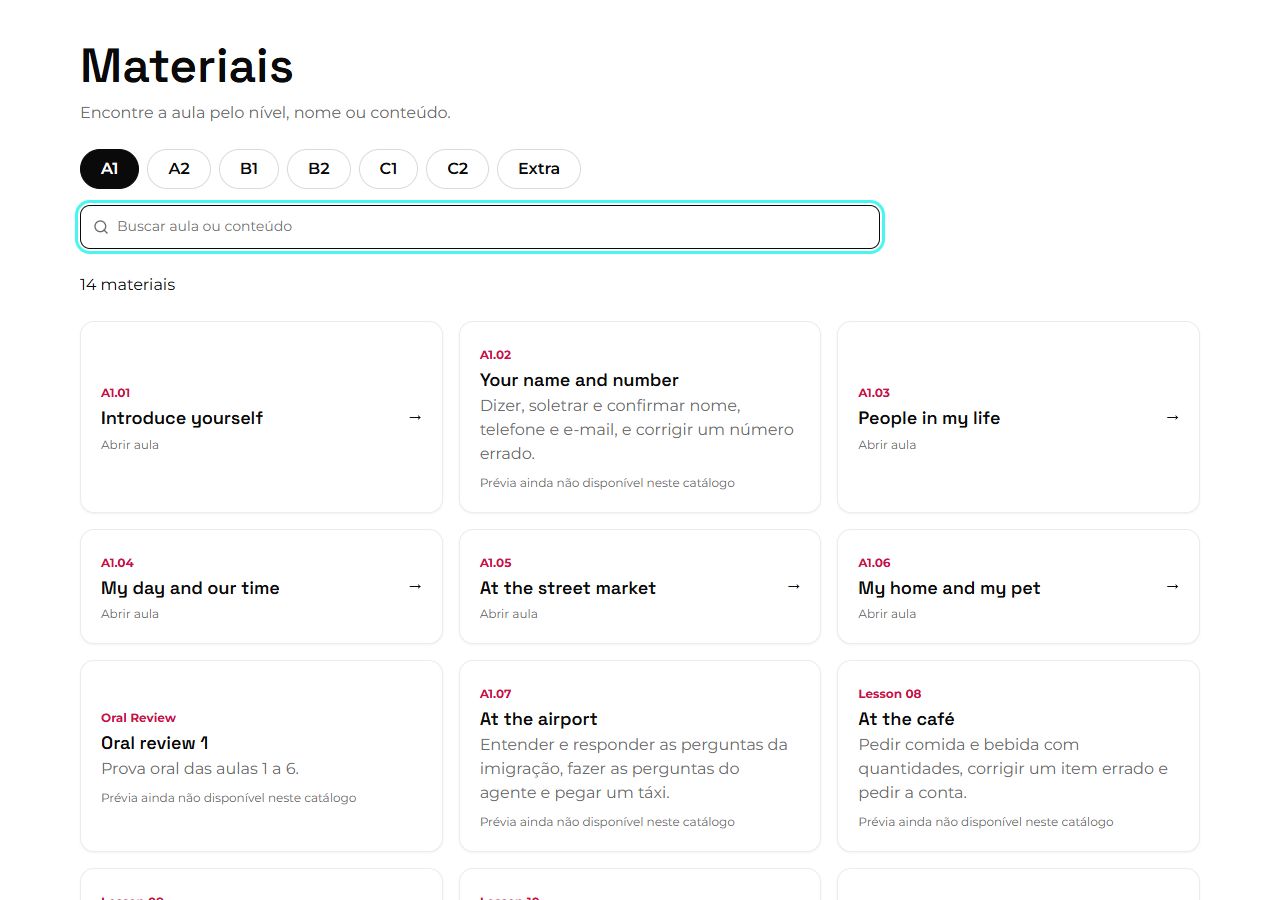 Materiais
Encontre a aula pelo nível, nome ou conteúdo.
A1 A2 B1 B2 C1 C2 Extra
Buscar aula ou conteúdo
14 materiais
A1.01
Introduce yourself →
Abrir aula
A1.02
Your name and number
Dizer, soletrar e confirmar nome,
telefone e e-mail, e corrigir um número
errado.
Prévia ainda não disponível neste catálogo
A1.03
People in my life →
Abrir aula
A1.04
My day and our time →
Abrir aula
A1.05
At the street market →
Abrir aula
A1.06
My home and my pet →
Abrir aula
Oral Review
Oral review 1
Prova oral das aulas 1 a 6.
Prévia ainda não disponível neste catálogo
A1.07
At the airport
Entender e responder as perguntas da
imigração, fazer as perguntas do
agente e pegar um táxi.
Prévia ainda não disponível neste catálogo
Lesson 08
At the café
Pedir comida e bebida com
quantidades, corrigir um item errado e
pedir a conta.
Prévia ainda não disponível neste catálogo